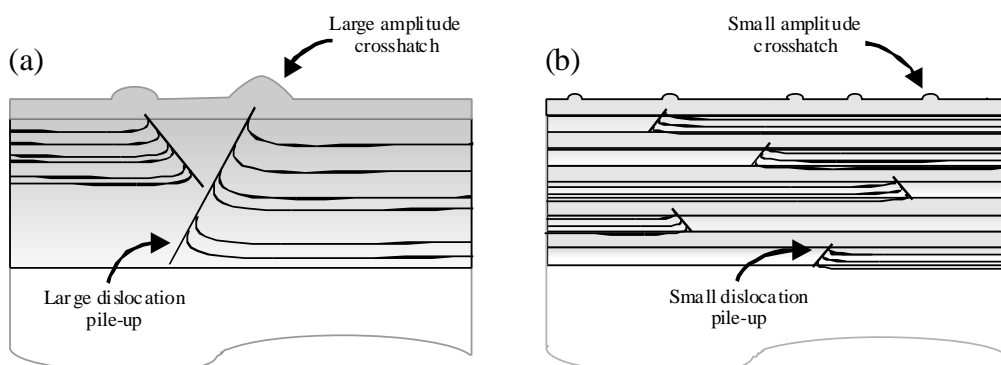 (a)
Large amplitude
crosshatch
Large dislocation
pile-up
(b)
Small amplitude
crosshatch
Small dislocation
pile-up